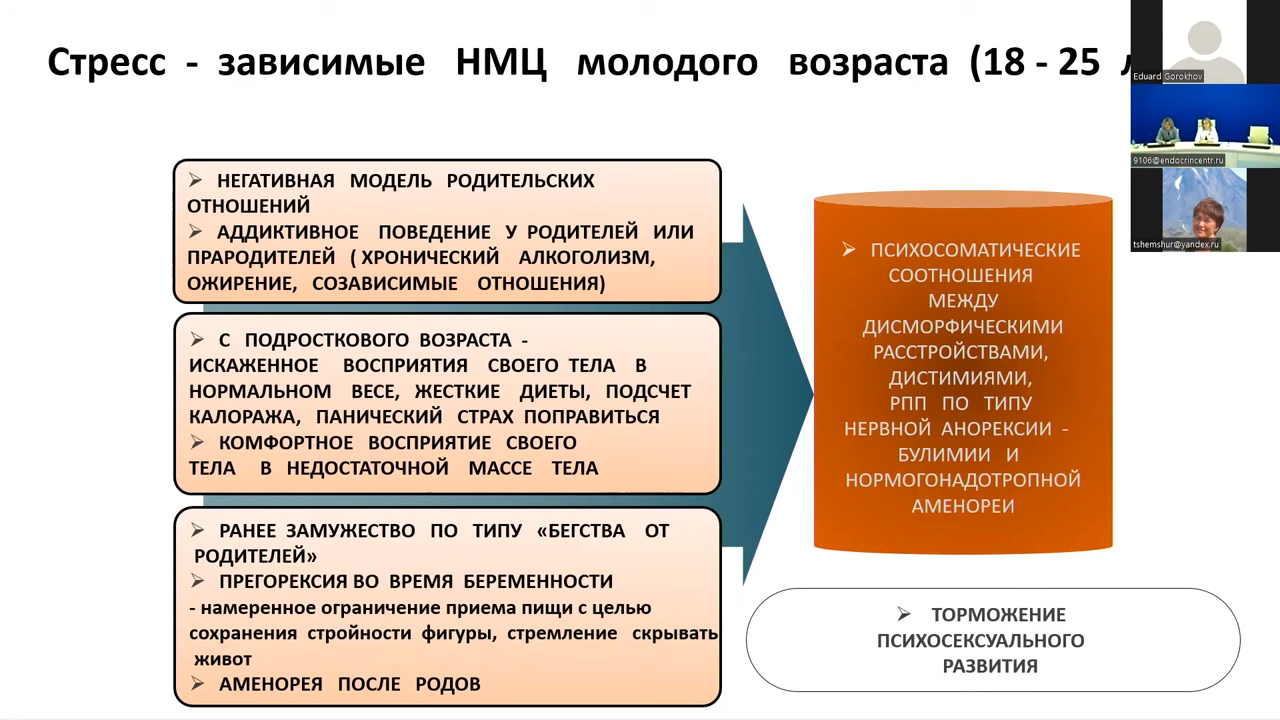 Стресс - зависимые НМЦ молодого возраста (18 - 25
➢ НЕГАТИВНАЯ МОДЕЛЬ РОДИТЕЛЬСКИХ
ОТНОШЕНИЙ
➢ АДДИКТИВНОЕ ПОВЕДЕНИЕ У РОДИТЕЛЕЙ ИЛИ
ПРАРОДИТЕЛЕЙ ( ХРОНИЧЕСКИЙ АЛКОГОЛИЗМ,
ОЖИРЕНИЕ, СОЗАВИСИМЫЕ ОТНОШЕНИЯ)
➢ С ПОДРОСТКОВОГО ВОЗРАСТА -
ИСКАЖЕННОЕ ВОСПРИЯТИЯ СВОЕГО ТЕЛА В
НОРМАЛЬНОМ ВЕСЕ, ЖЕСТКИЕ ДИЕТЫ, ПОДСЧЕТ
КАЛОРАЖА, ПАНИЧЕСКИЙ СТРАХ ПОПРАВИТЬСЯ
➢ КОМФОРТНОЕ ВОСПРИЯТИЕ СВОЕГО
ТЕЛА В НЕДОСТАТОЧНОЙ МАССЕ ТЕЛА
➢ РАНЕЕ ЗАМУЖЕСТВО ПО ТИПУ «БЕГСТВА ОТ
РОДИТЕЛЕЙ»
➢ ПРЕГОРЕКСИЯ ВО ВРЕМЯ БЕРЕМЕННОСТИ
- намеренное ограничение приема пищи с целью
сохранения стройности фигуры, стремление скрывать
живот
➢ АМЕНОРЕЯ ПОСЛЕ РОДОВ
➢ ПСИХОСОМАТИЧЕСКИЕ
СООТНОШЕНИЯ
МЕЖДУ
ДИСМОРФИЧЕСКИМИ
РАССТРОЙСТВАМИ,
ДИСТИМИЯМИ,
РПП ПО ТИПУ
НЕРВНОЙ АНОРЕКСИИ -
БУЛИМИИ И
НОРМОГОНАДОТРОПНОЙ
АМЕНОРЕИ
➢ ТОРМОЖЕНИЕ
ПСИХОСЕКСУАЛЬНОГО
РАЗВИТИЯ
Eduard Gorokhov
9106@endocrincentr.ru
tshemshur@yandex.ru